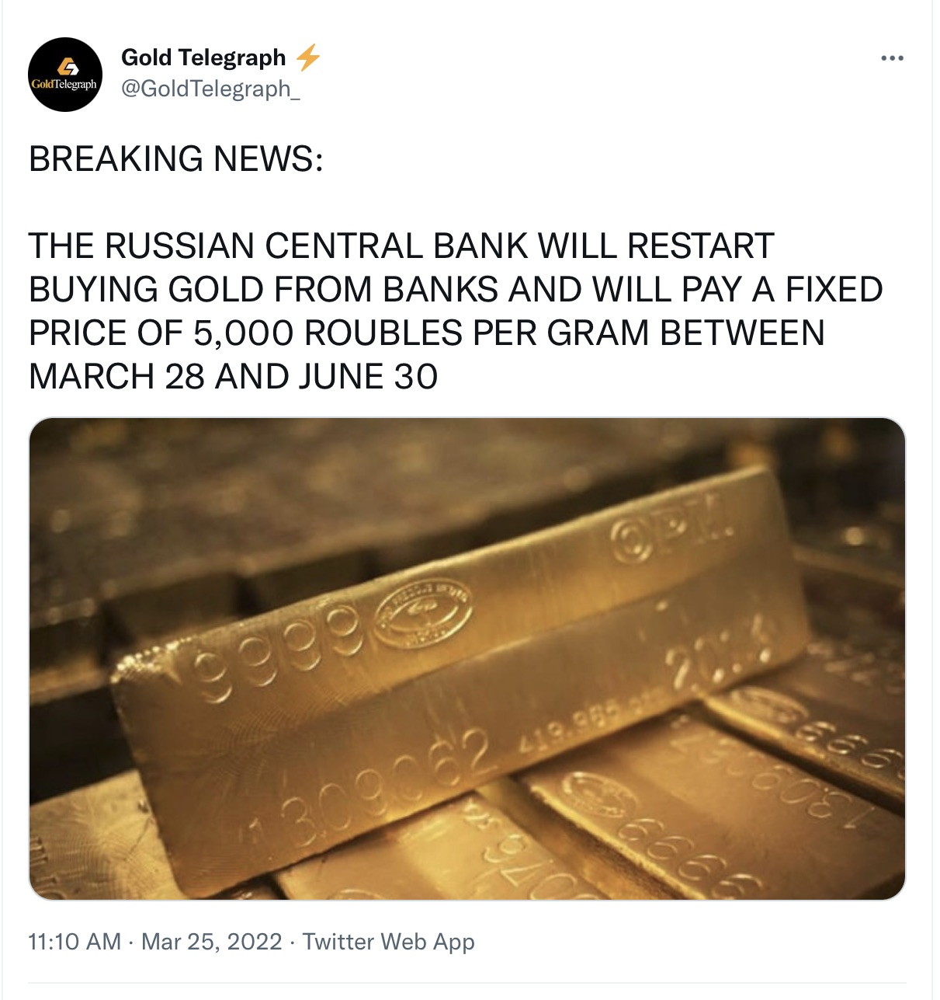 Gold Telegraph ⚡
GoldTelegraph
@GoldTelegraph_
BREAKING NEWS:
THE RUSSIAN CENTRAL BANK WILL RESTART
BUYING GOLD FROM BANKS AND WILL PAY A FIXED
PRICE OF 5,000 ROUBLES PER GRAM BETWEEN
MARCH 28 AND JUNE 30
©PM
9999
11:10 AM · Mar 25, 2022 · Twitter Web App